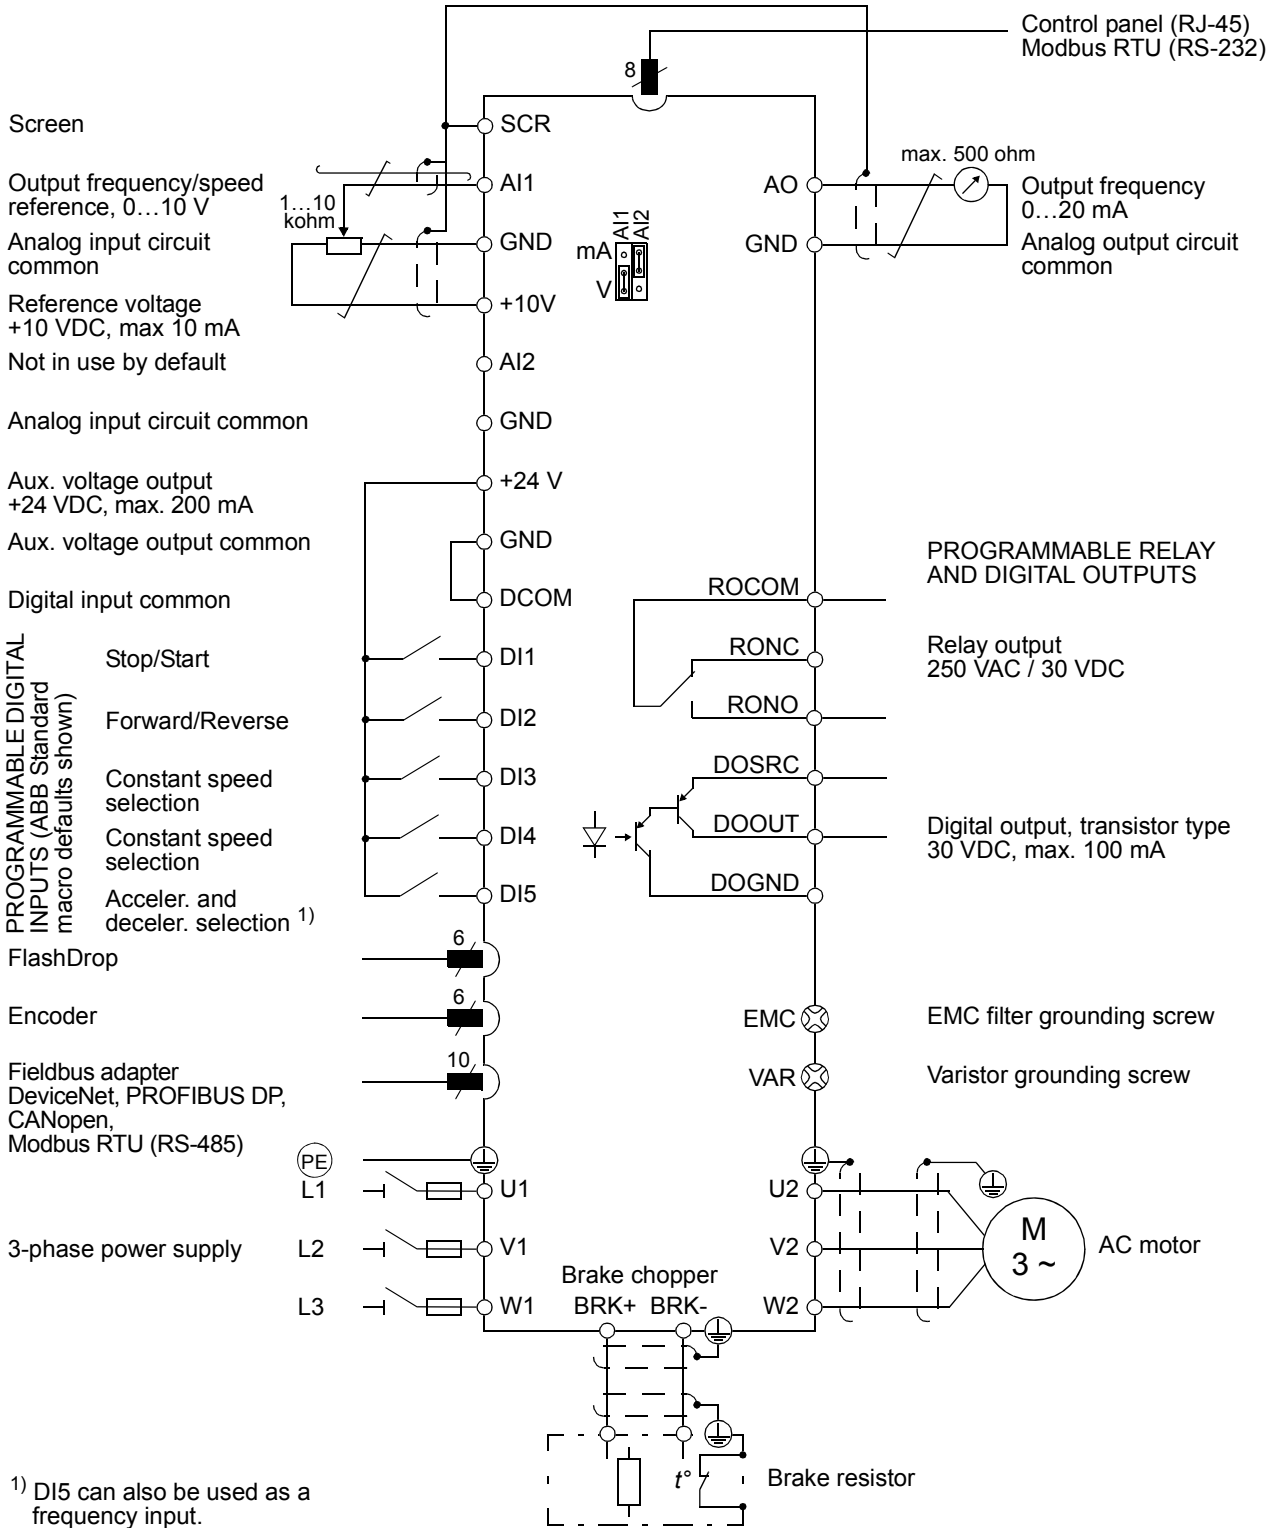 Control panel (RJ-45)
Modbus RTU (RS-232)
8
Screen
SCR
Output frequency/speed
reference, 0…10 V
1…10
kohm
AI1
Analog input circuit
common
GND
Reference voltage
+10 VDC, max 10 mA
+10V
AI1
AI2
mA
V
max. 500 ohm
AO
Output frequency
0…20 mA
GND
Analog output circuit
common
Not in use by default
AI2
Analog input circuit common
GND
Aux. voltage output
+24 VDC, max. 200 mA
+24 V
Aux. voltage output common
GND
Digital input common
DCOM
PROGRAMMABLE DIGITAL
INPUTS (ABB Standard
macro defaults shown)
Stop/Start
DI1
Forward/Reverse
DI2
Constant speed
selection
DI3
Constant speed
selection
DI4
Acceler. and
deceler. selection 1)
DI5
PROGRAMMABLE RELAY
AND DIGITAL OUTPUTS
ROCOM
RONC
Relay output
250 VAC / 30 VDC
RONO
DOSRC
DOOUT
Digital output, transistor type
30 VDC, max. 100 mA
DOGND
FlashDrop
6
Encoder
6
Fieldbus adapter
DeviceNet, PROFIBUS DP,
CANopen,
Modbus RTU (RS-485)
10
EMC
EMC filter grounding screw
VAR
Varistor grounding screw
PE
L1
U1
3-phase power supply
L2
V1
L3
W1
U2
V2
W2
M
3 ~
AC motor
Brake chopper
BRK+ BRK-
t°
Brake resistor
1) DI5 can also be used as a
frequency input.